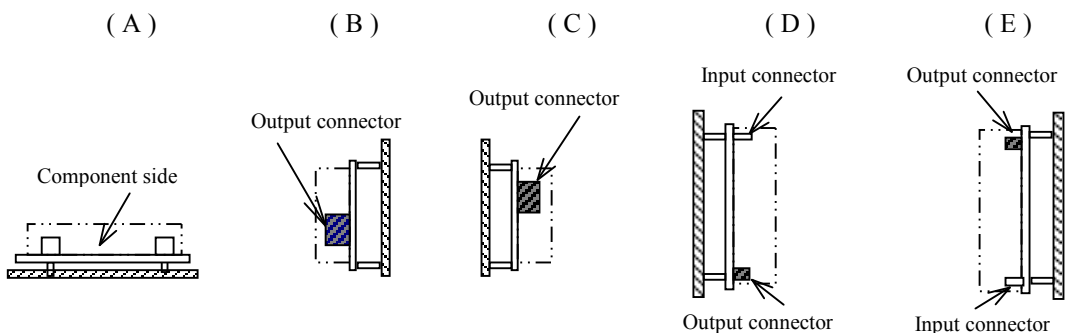 ( A )
( B )
( C )
( D )
( E )
Input connector
Output connector
Output connector
Output connector
Component side
Output connector
Input connector